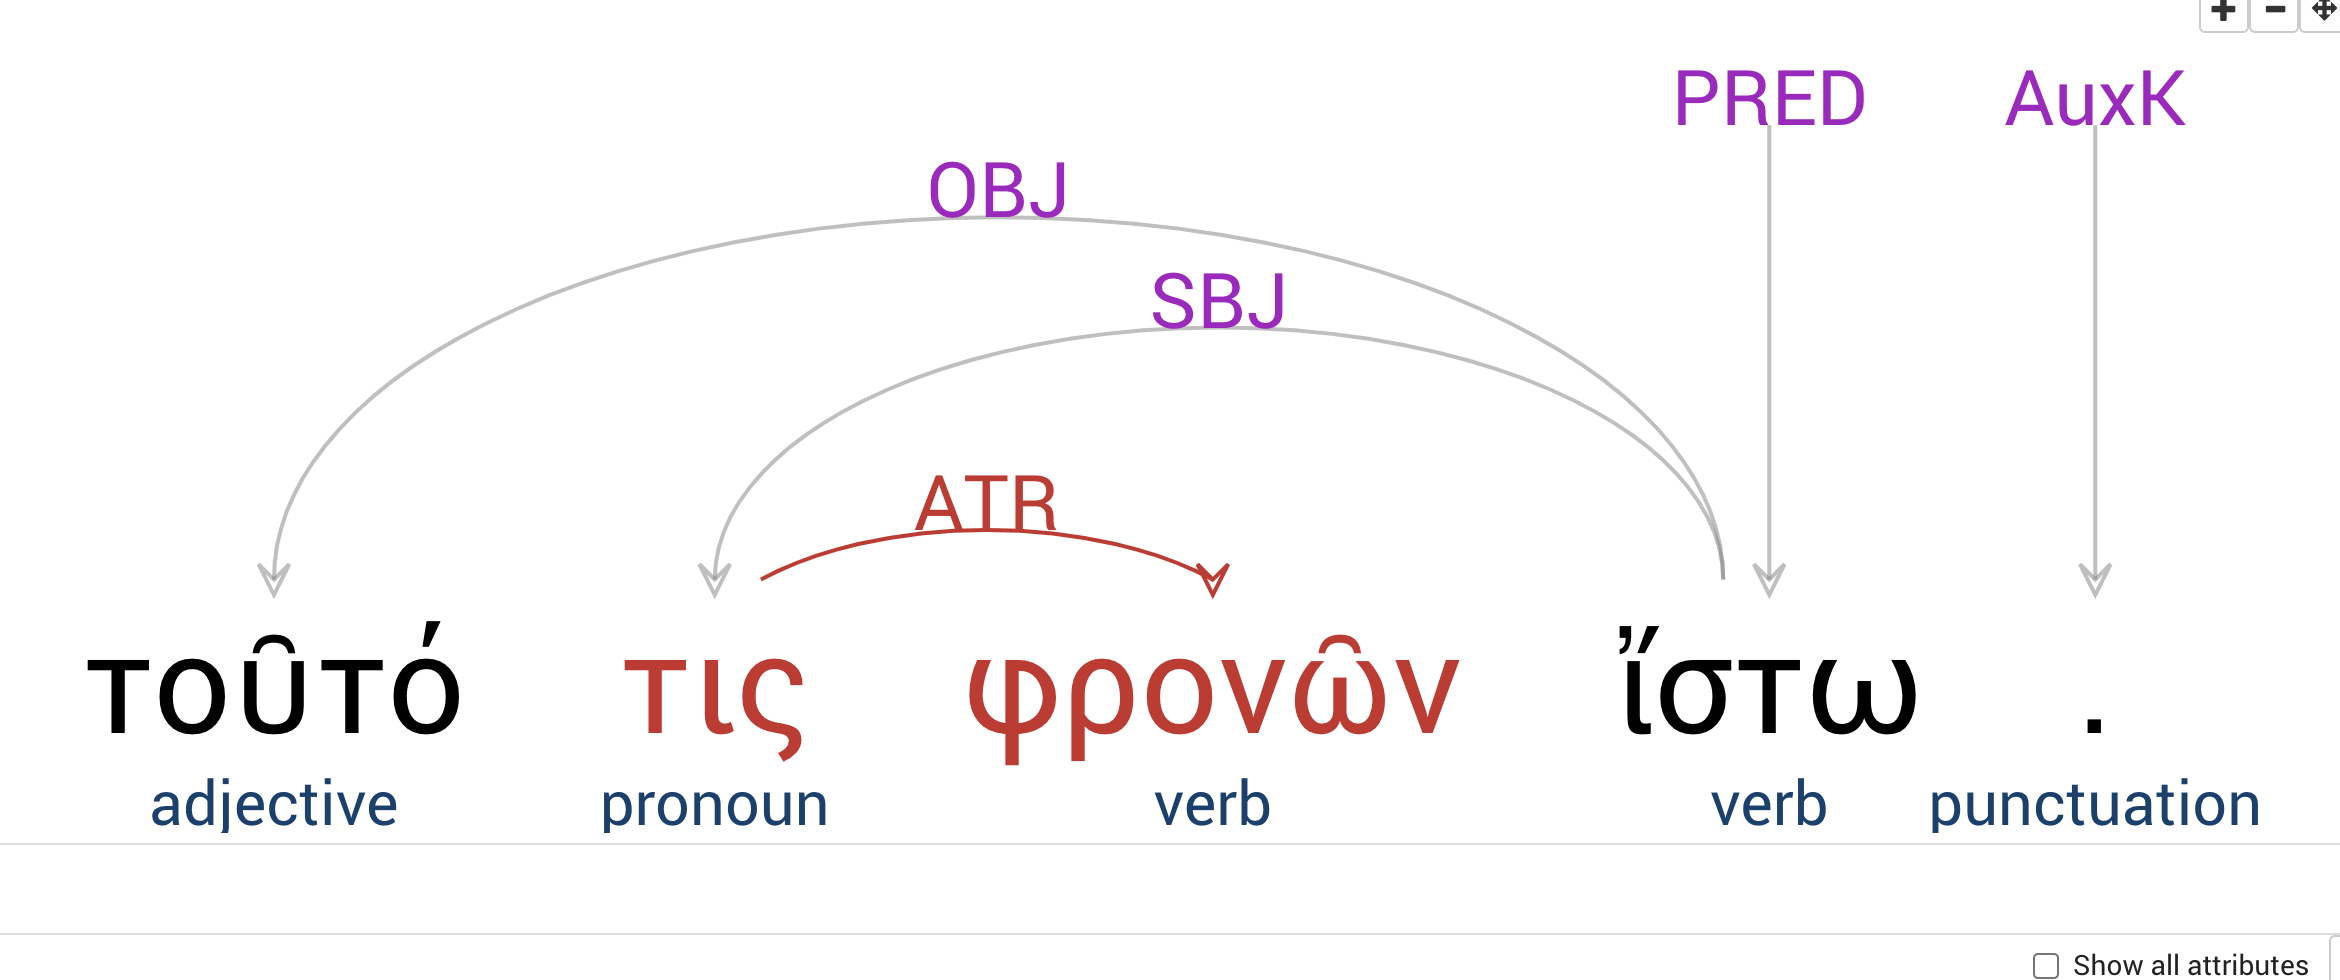 PRED AuxK
OBJ
SBJ
ATR
τοῦτό τις φρονῶν ἴστω .
adjective pronoun verb verb punctuation
Show all attributes